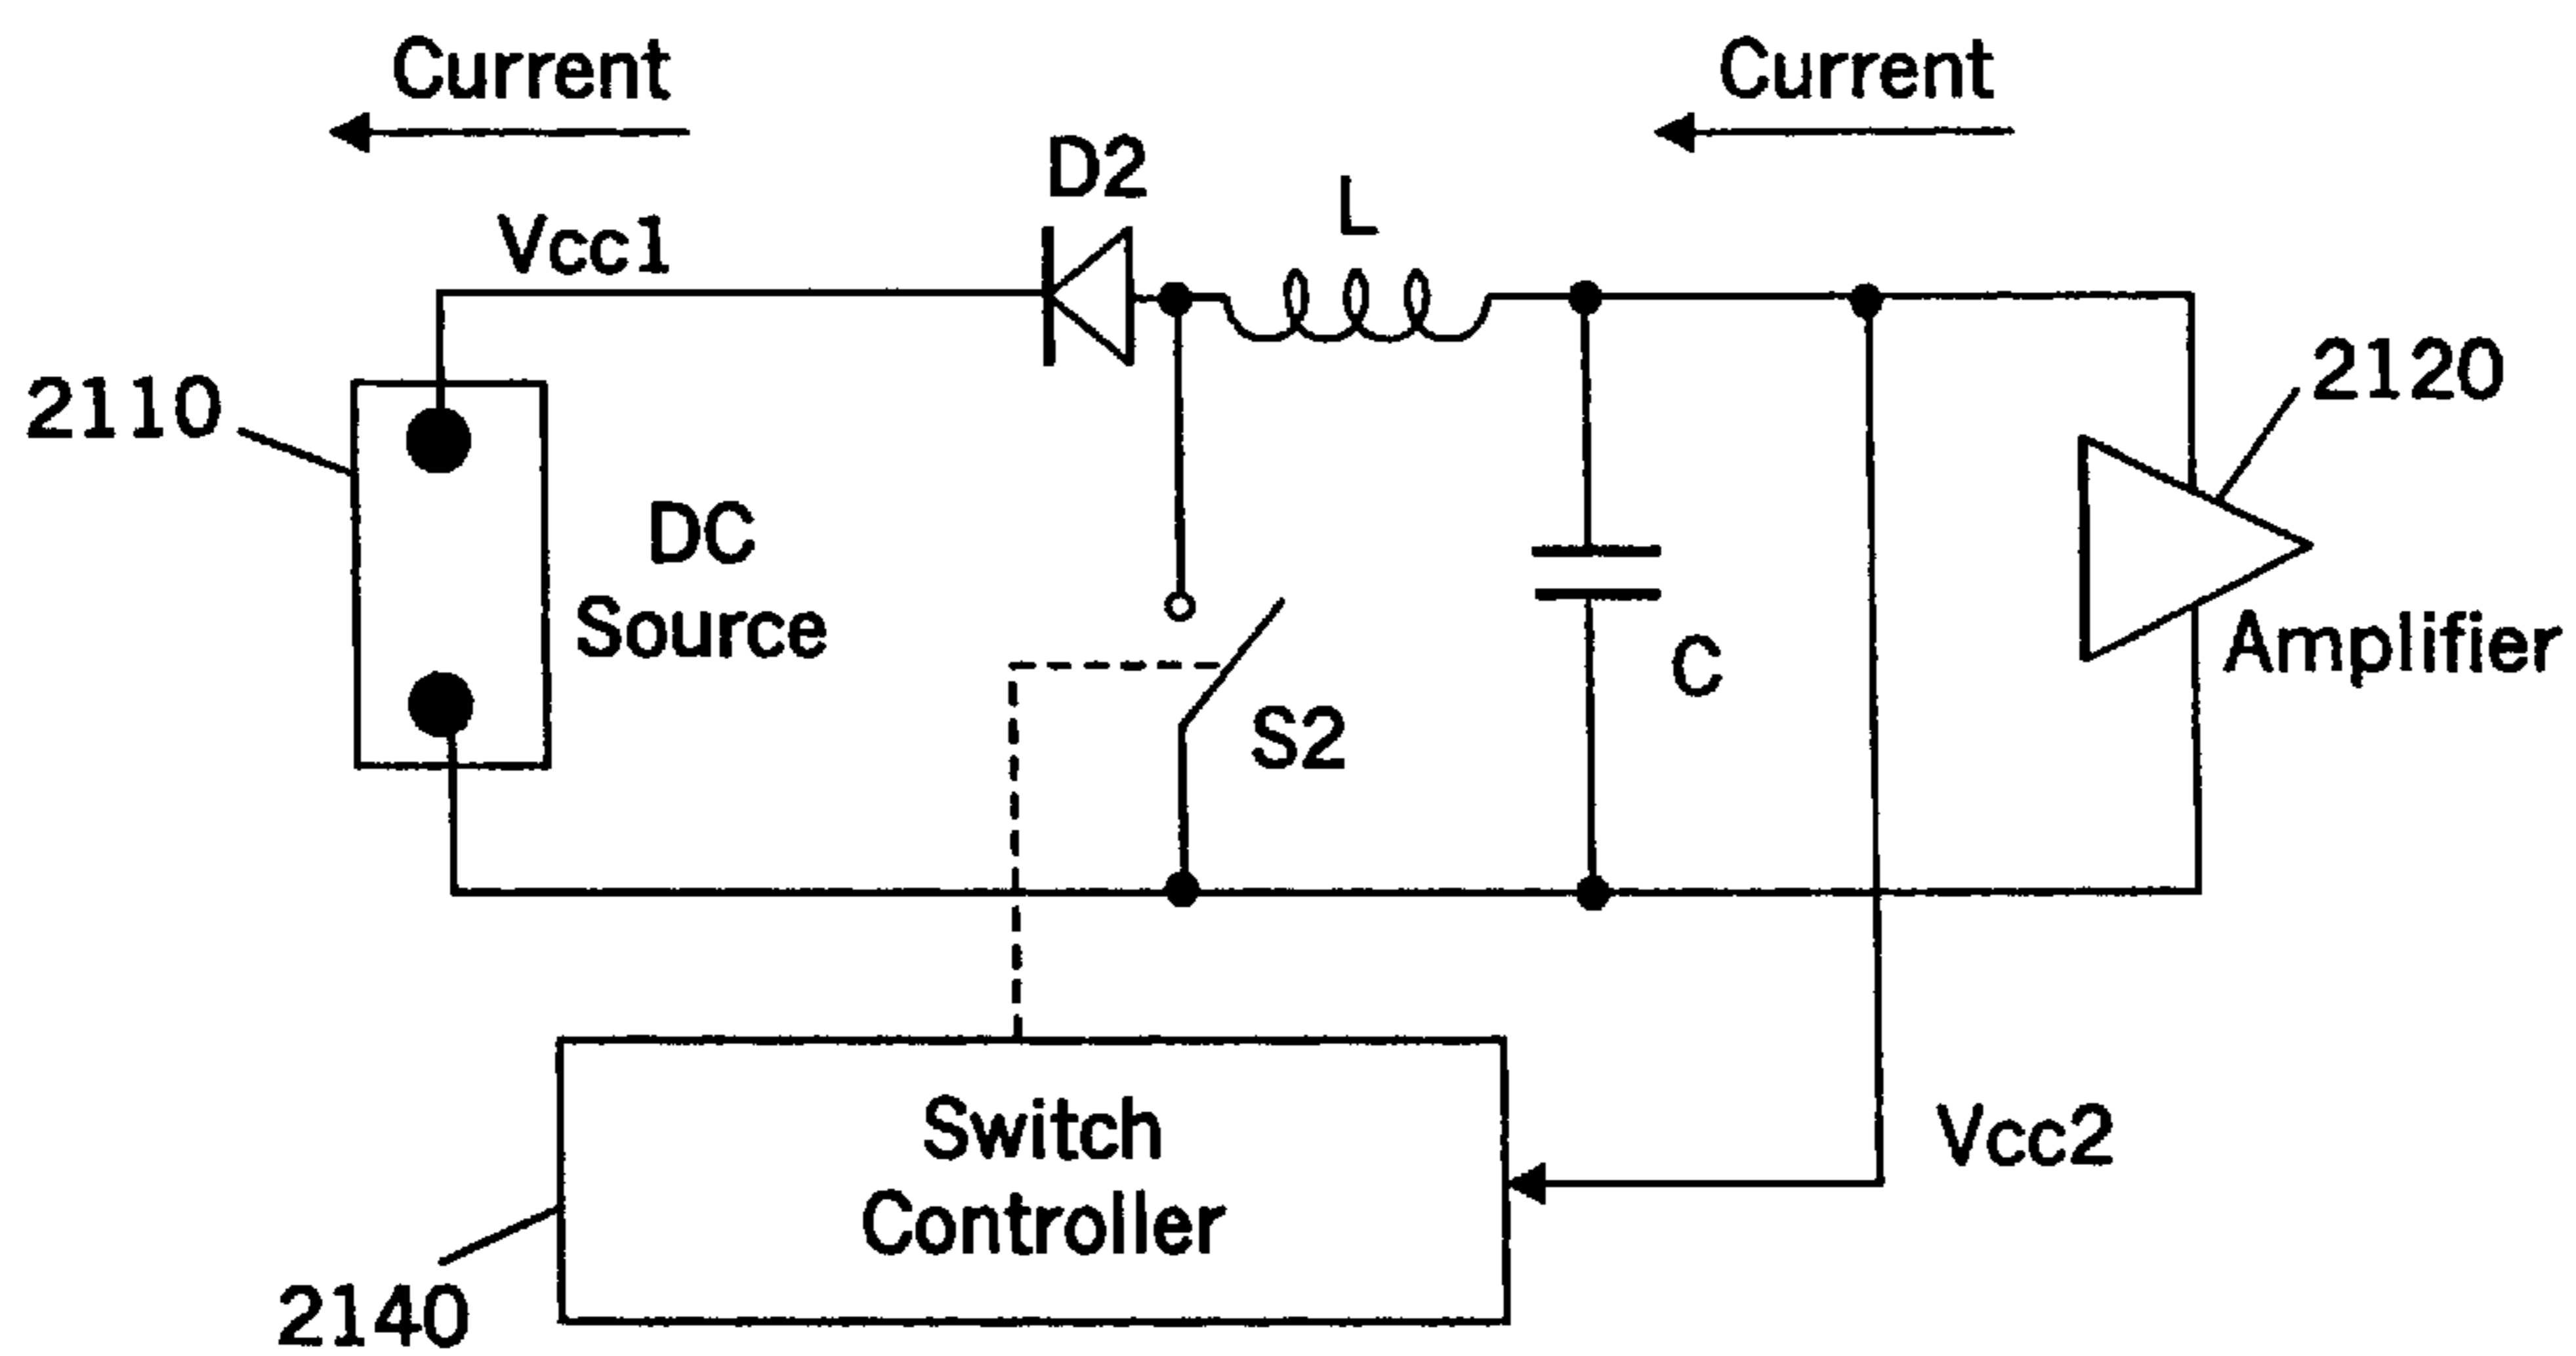 Current
Current
D2
L
Vcc1
2110
2120
DC
Source
C
Amplifier
S2
Switch
Controller
Vcc2
2140